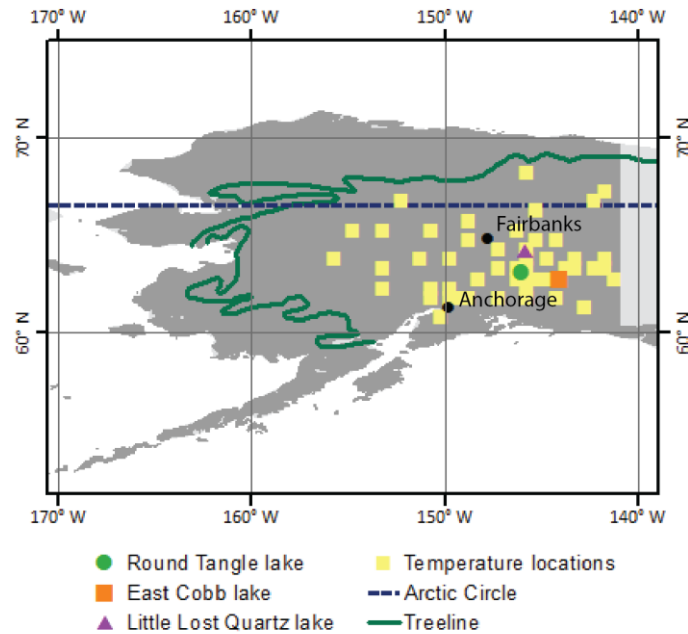 170° W 160° W 150° W 140° W
70° N 70° N
Fairbanks
Anchorage
60° N 60° N
170° W 160° W 150° W 140° W
Round Tangle lake Temperature locations
East Cobb lake Arctic Circle
Little Lost Quartz lake Treeline